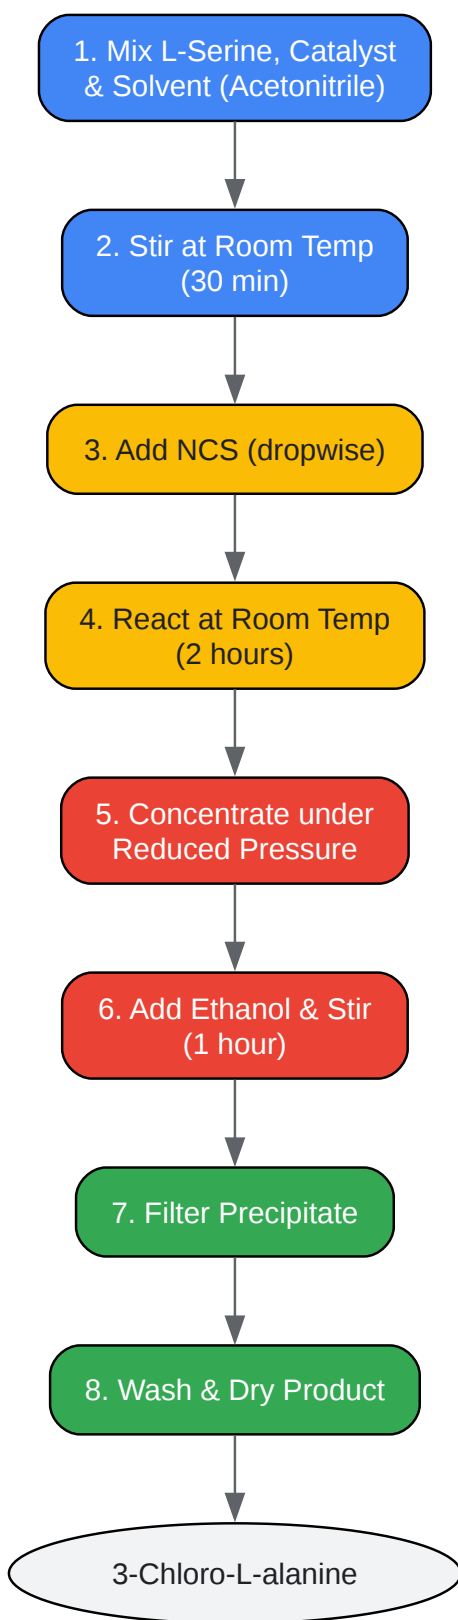 1. Mix L-Serine, Catalyst
& Solvent (Acetonitrile)
2. Stir at Room Temp
(30 min)
3. Add NCS (dropwise)
4. React at Room Temp
(2 hours)
5. Concentrate under
Reduced Pressure
6. Add Ethanol & Stir
(1 hour)
7. Filter Precipitate
8. Wash & Dry Product
3-Chloro-L-alanine